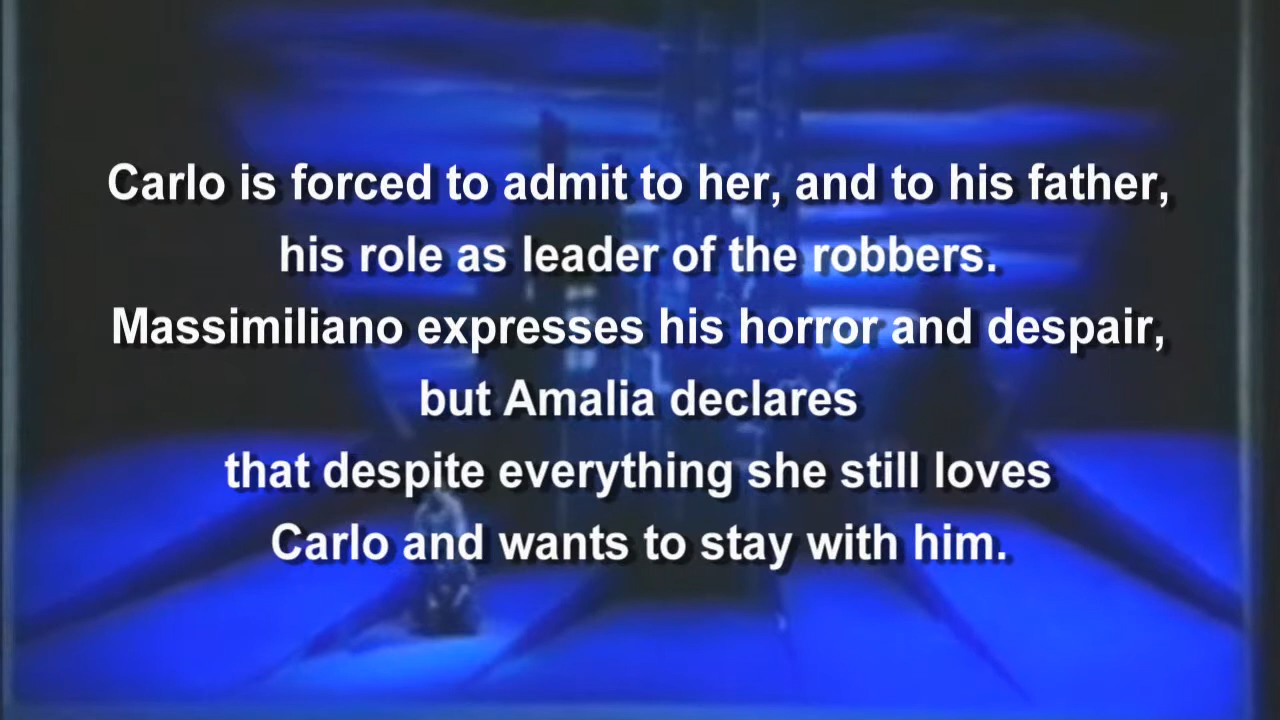 Carlo is forced to admit to her, and to his father,
his role as leader of the robbers.
Massimiliano expresses his horror and despair,
but Amalia declares
that despite everything she still loves
Carlo and wants to stay with him.